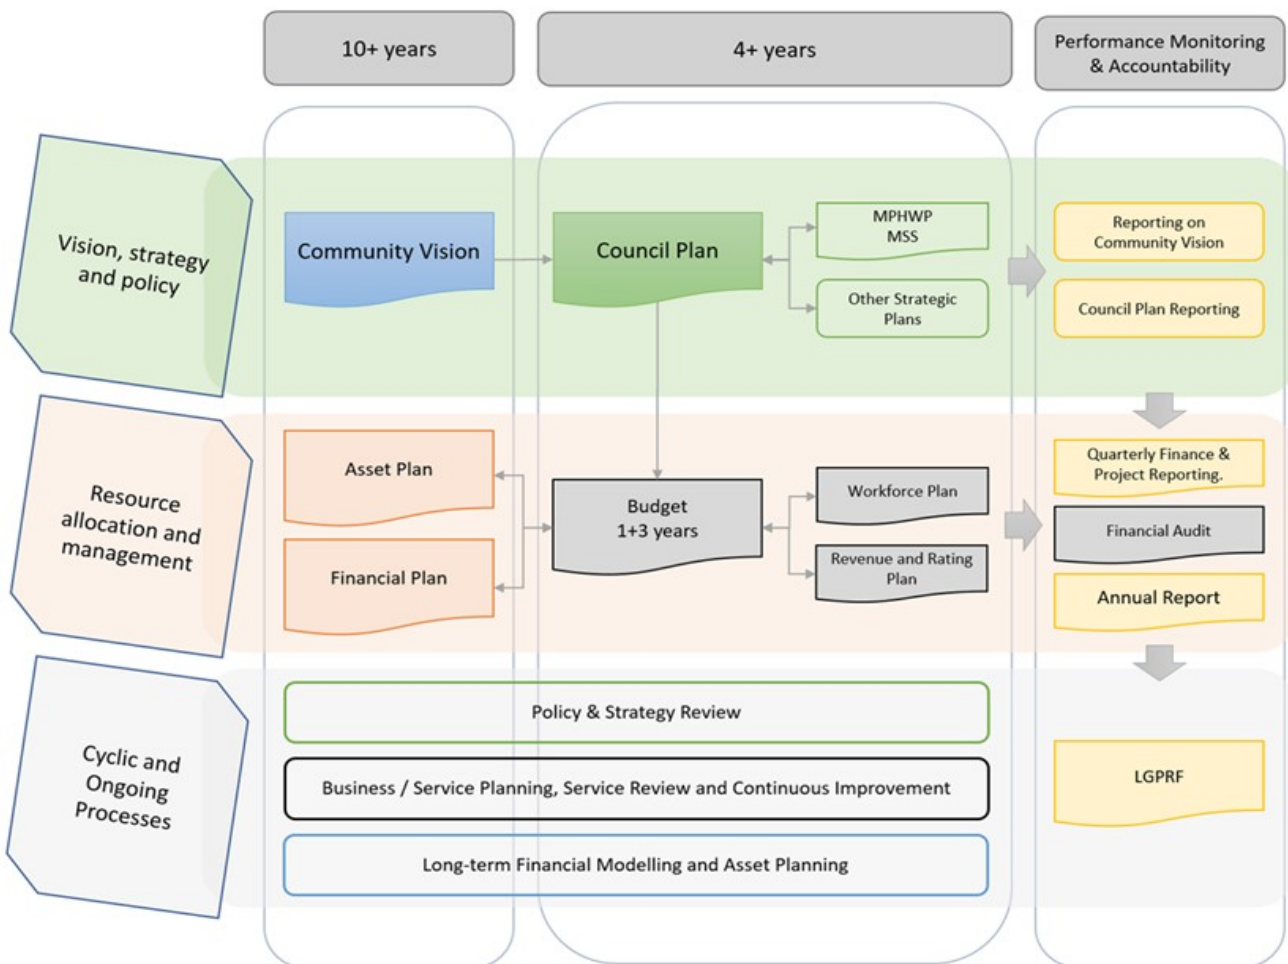 10+ years
4+ years
Performance Monitoring
& Accountability
Vision, strategy
and policy
Community Vision
Council Plan
MPHWP
MSS
Other Strategic
Plans
Reporting on
Community Vision
Council Plan Reporting
Resource
allocation and
management
Asset Plan
Financial Plan
Budget
1+3 years
Workforce Plan
Revenue and Rating
Plan
Quarterly Finance &
Project Reporting.
Financial Audit
Annual Report
Cyclic and
Ongoing
Processes
Policy & Strategy Review
Business / Service Planning, Service Review and Continuous Improvement
Long-term Financial Modelling and Asset Planning
LGPRF